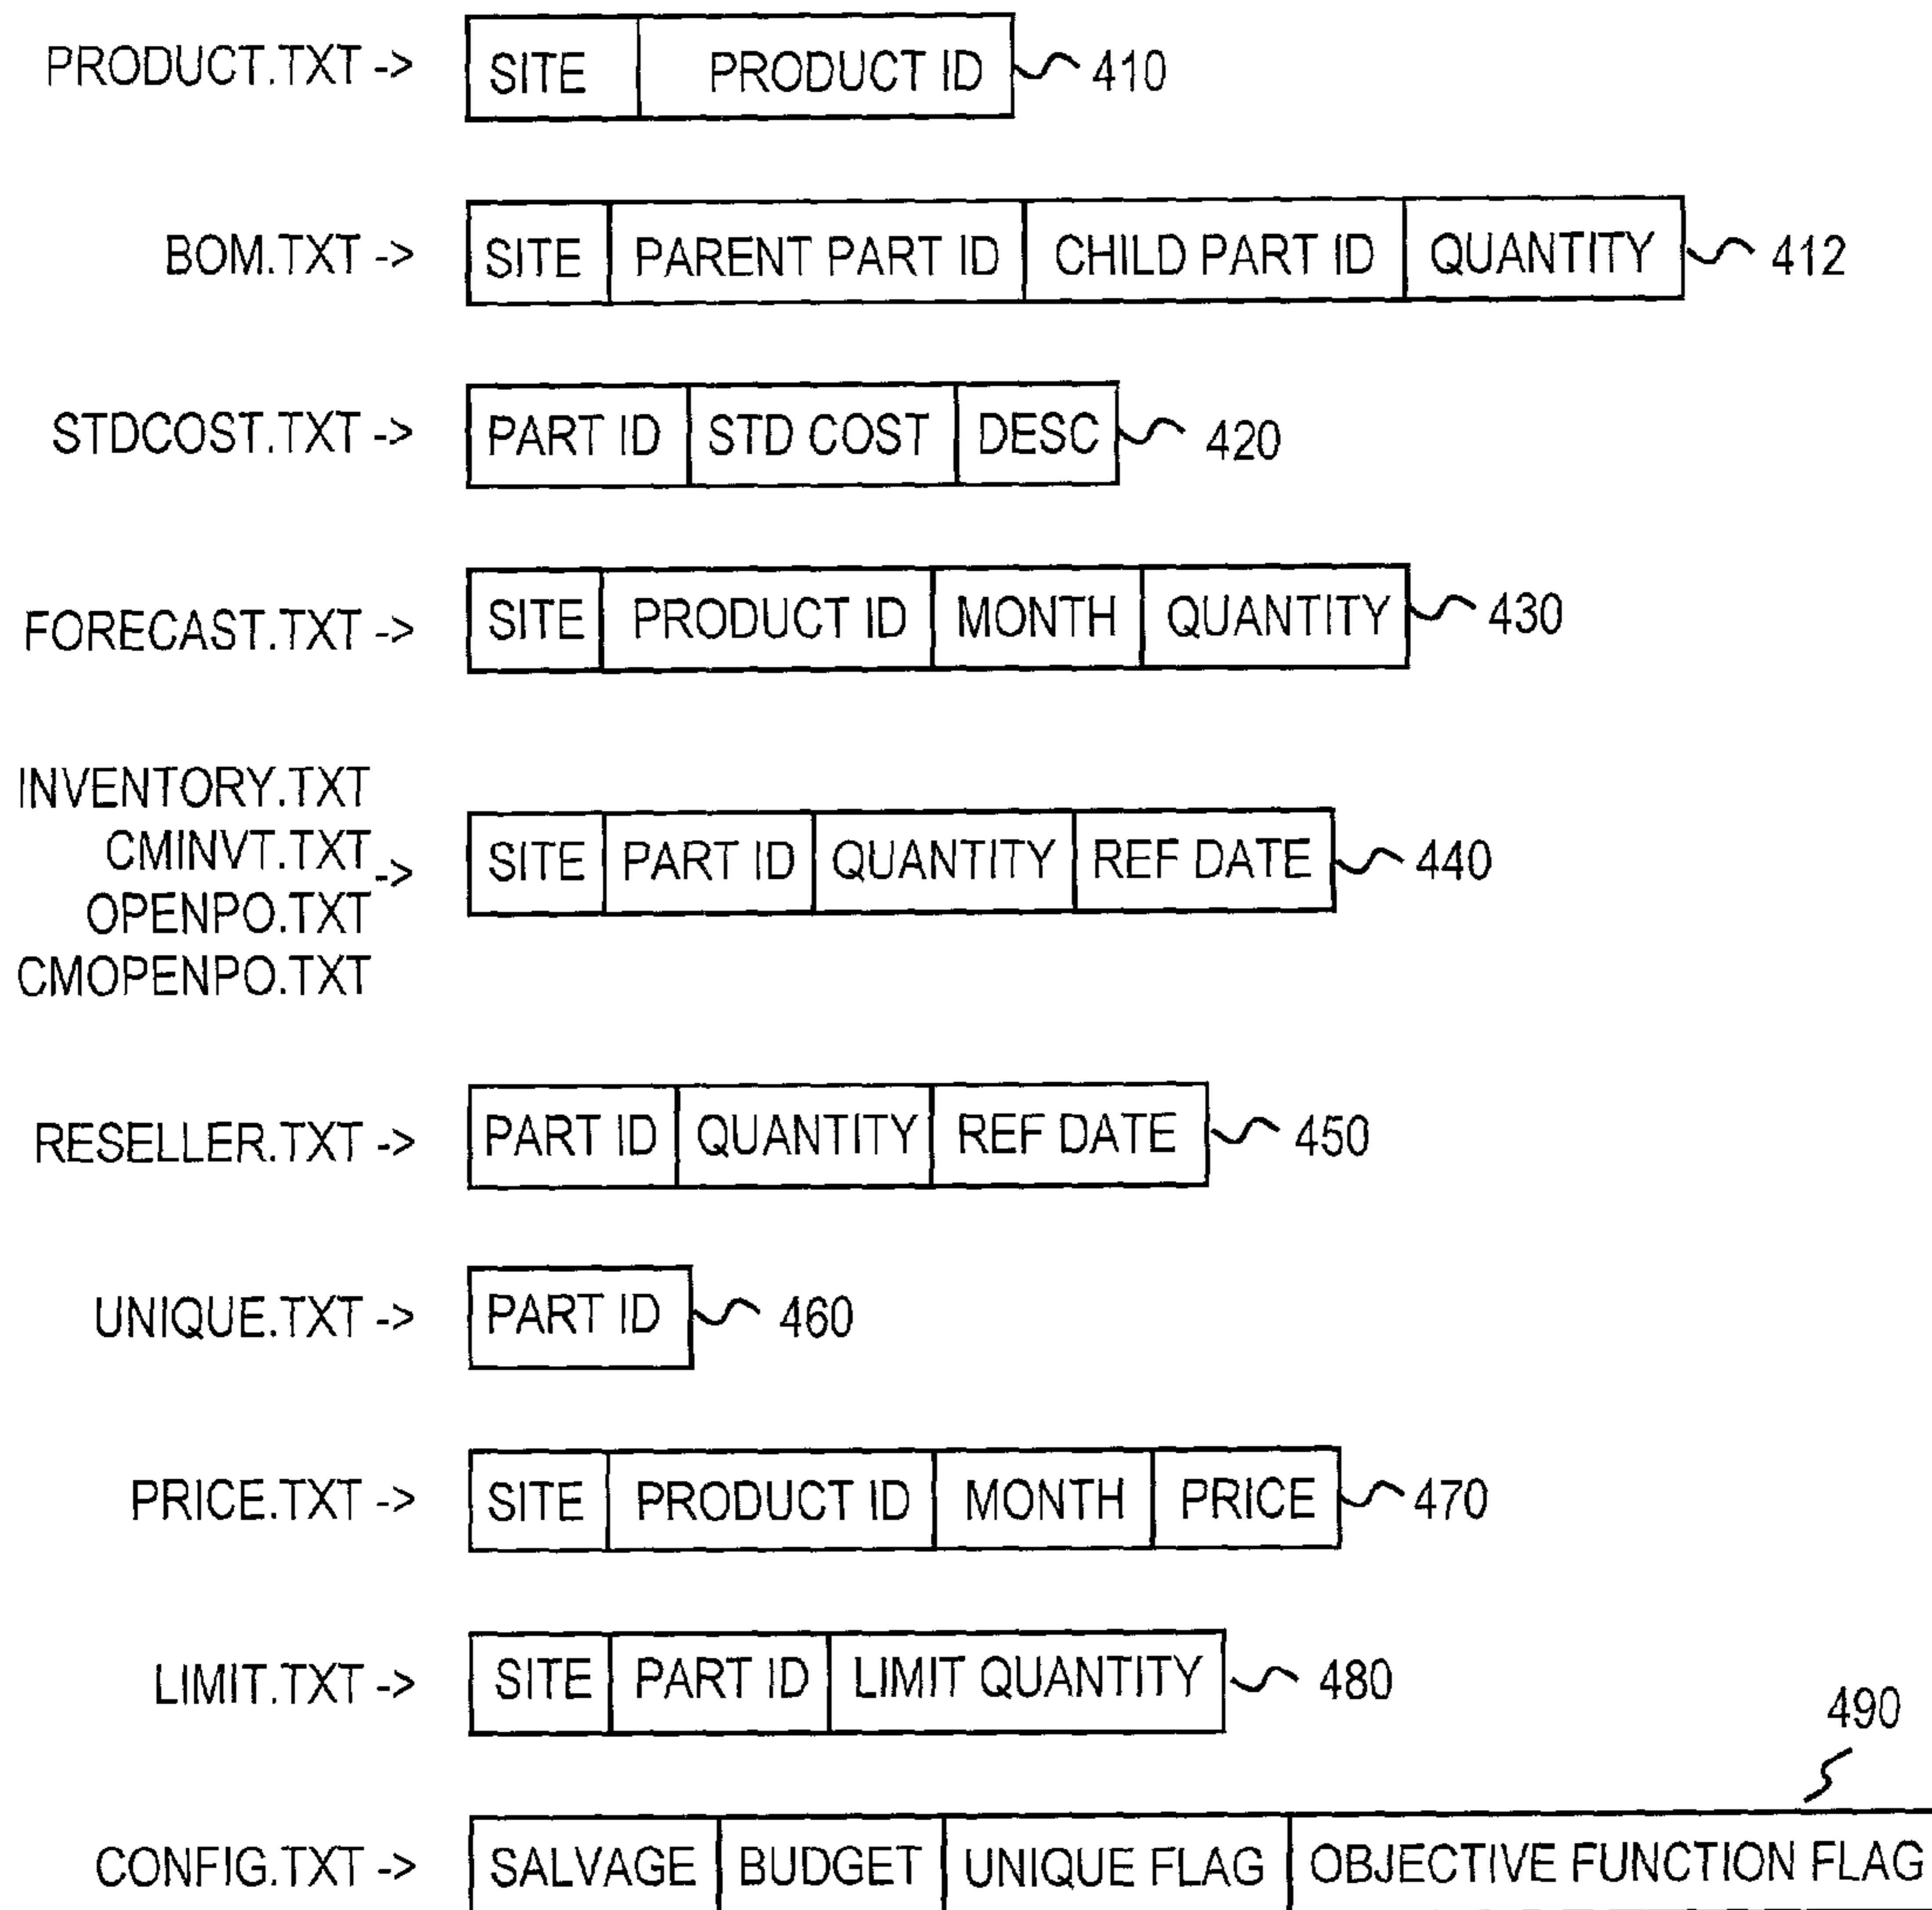 PRODUCT.TXT -> SITE PRODUCT ID 410
BOM.TXT -> SITE PARENT PART ID CHILD PART ID QUANTITY 412
STDCOST.TXT -> PART ID STD COST DESC 420
FORECAST.TXT -> SITE PRODUCT ID MONTH QUANTITY 430
INVENTORY.TXT
CMINVT.TXT
-> SITE PART ID QUANTITY REF DATE 440
OPENPO.TXT
CMOPENPO.TXT
RESELLER.TXT -> PART ID QUANTITY REF DATE 450
UNIQUE.TXT -> PART ID 460
PRICE.TXT -> SITE PRODUCT ID MONTH PRICE 470
LIMIT.TXT -> SITE PART ID LIMIT QUANTITY 480
490
CONFIG.TXT -> SALVAGE BUDGET UNIQUE FLAG OBJECTIVE FUNCTION FLAG